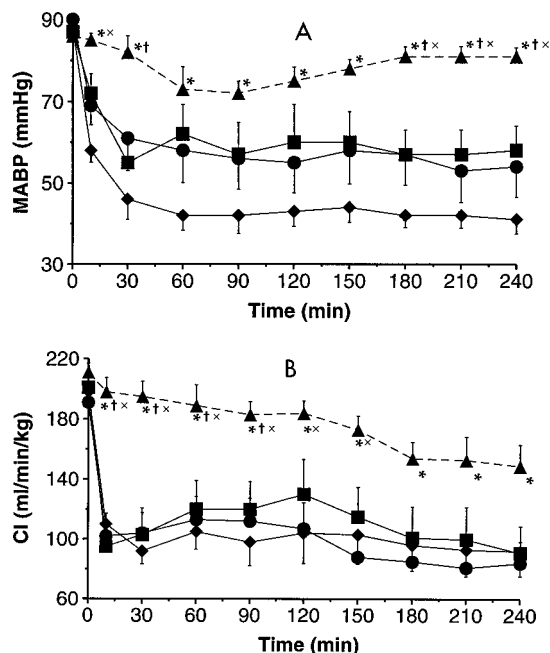 A
90
70
50
30
MABP (mmHg)
*× *† * * * * *†× *†× *†×
0 30 60 90 120 150 180 210 240
Time (min)
B
220
180
140
100
60
CI (ml/min/kg)
*†× *†× *†× *†× *× *× * * *
0 30 60 90 120 150 180 210 240
Time (min)